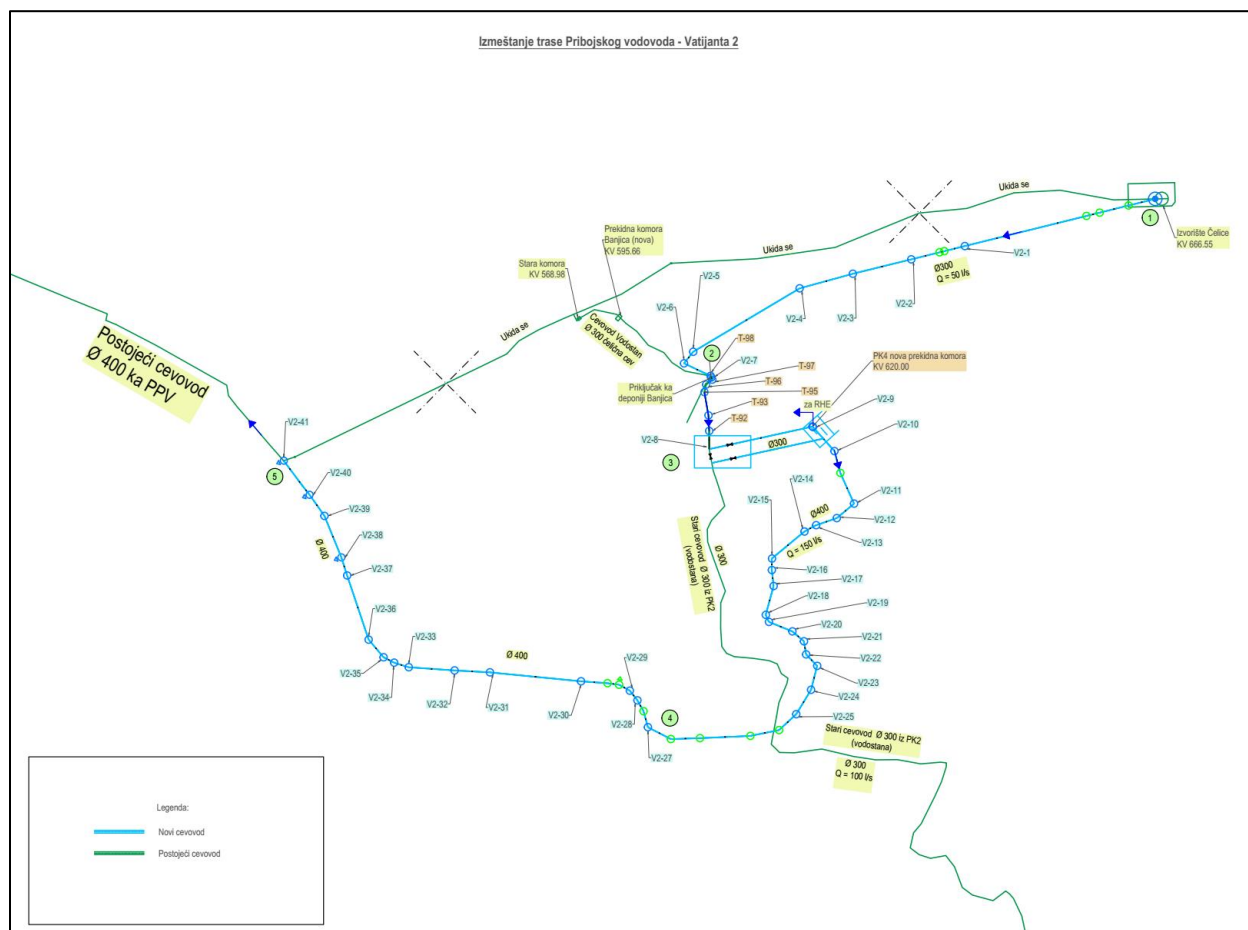 Izmeštanje trase Pribojskog vodovoda - Vatijanta 2
Ukida se
1
Izvorište Čelice
KV 666.55
V2-1
Ø300
Q = 50 l/s
V2-2
V2-3
V2-4
Ukida se
Prekidna komora
Banjica (nova)
KV 595.66
Stara komora
KV 568.98
V2-5
V2-6
Cevovod Vodostan
Ø 300 čelična cev
Ukida se
Postojeći cevovod
Ø 400 ka PPV
2
T-98
V2-7
T-97
T-96
T-95
T-93
T-92
Priključak ka
deponiji Banjica
PK4 nova prekidna komora
KV 620.00
za RHE
V2-9
V2-10
V2-8
Ø300
3
V2-41
5
V2-40
V2-39
V2-38
V2-37
V2-36
Ø 400
V2-14
V2-15
V2-11
V2-12
V2-13
Ø400
Q = 150 l/s
V2-16
V2-17
V2-18
V2-19
V2-20
V2-21
V2-22
V2-23
V2-24
V2-25
Stari cevovod Ø 300 iz PK2
(vodostana)
Ø 300
V2-33
V2-35
V2-34
V2-32
V2-31
Ø 400
V2-30
V2-29
V2-28
V2-27
4
Stari cevovod Ø 300 iz PK2
(vodostana)
Ø 300
Q = 100 l/s
Legenda:
Novi cevovod
Postojeći cevovod